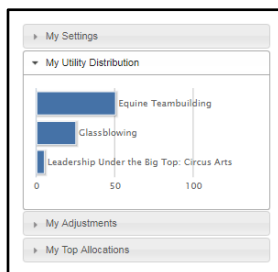 My Settings
My Utility Distribution
Equine Teambuilding
Glassblowing
Leadership Under the Big Top: Circus Arts
0 50 100
My Adjustments
My Top Allocations